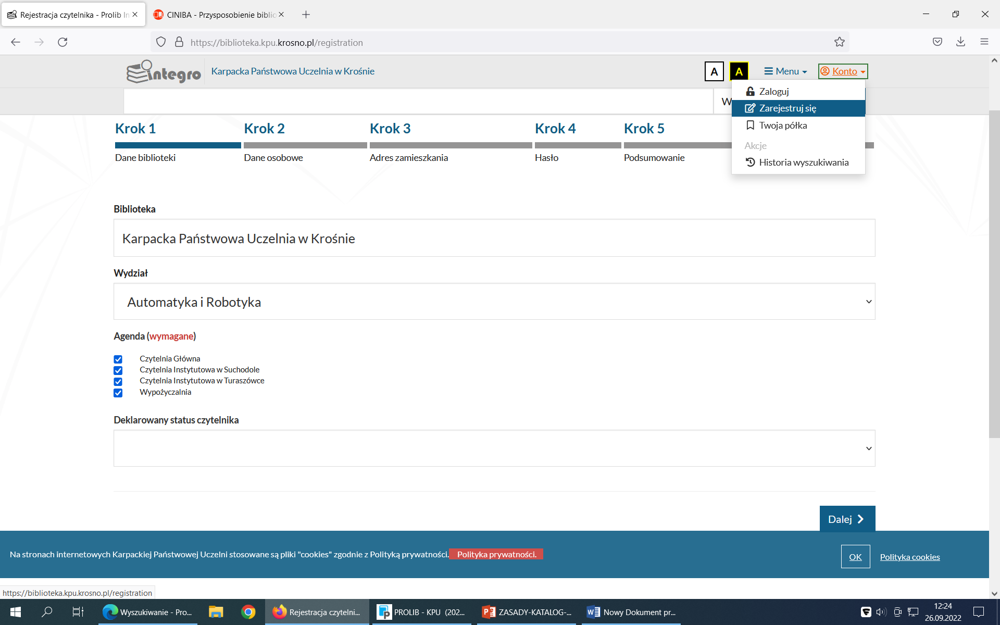 Rejestracja czytelnika - Prolib In
CINIBA - Przysposobienie biblio
https://biblioteka.kpu.krosno.pl/registration
integro
Karpacka Państwowa Uczelnia w Krośnie
A
A
Menu
Konto
Zaloguj
W
Zarejestruj się
Twoja półka
Akcje
Historia wyszukiwania
Krok 1
Krok 2
Krok 3
Krok 4
Krok 5
Dane biblioteki
Dane osobowe
Adres zamieszkania
Hasło
Podsumowanie
Biblioteka
Karpacka Państwowa Uczelnia w Krośnie
Wydział
Automatyka i Robotyka
Agenda (wymagane)
Czytelnia Główna
Czytelnia Instytutowa w Suchodole
Czytelnia Instytutowa w Turaszówce
Wypożyczalnia
Deklarowany status czytelnika
Dalej
Na stronach internetowych Karpackiej Państwowej Uczelni stosowane są pliki "cookies" zgodnie z Polityką prywatności. Polityka prywatności.
OK
Polityka cookies
https://biblioteka.kpu.krosno.pl/registration
Wyszukiwanie - Pro...
Rejestracja czytelni...
PROLIB - KPU (202...
ZASADY-KATALOG-...
Nowy Dokument pr...
12:24
26.09.2022